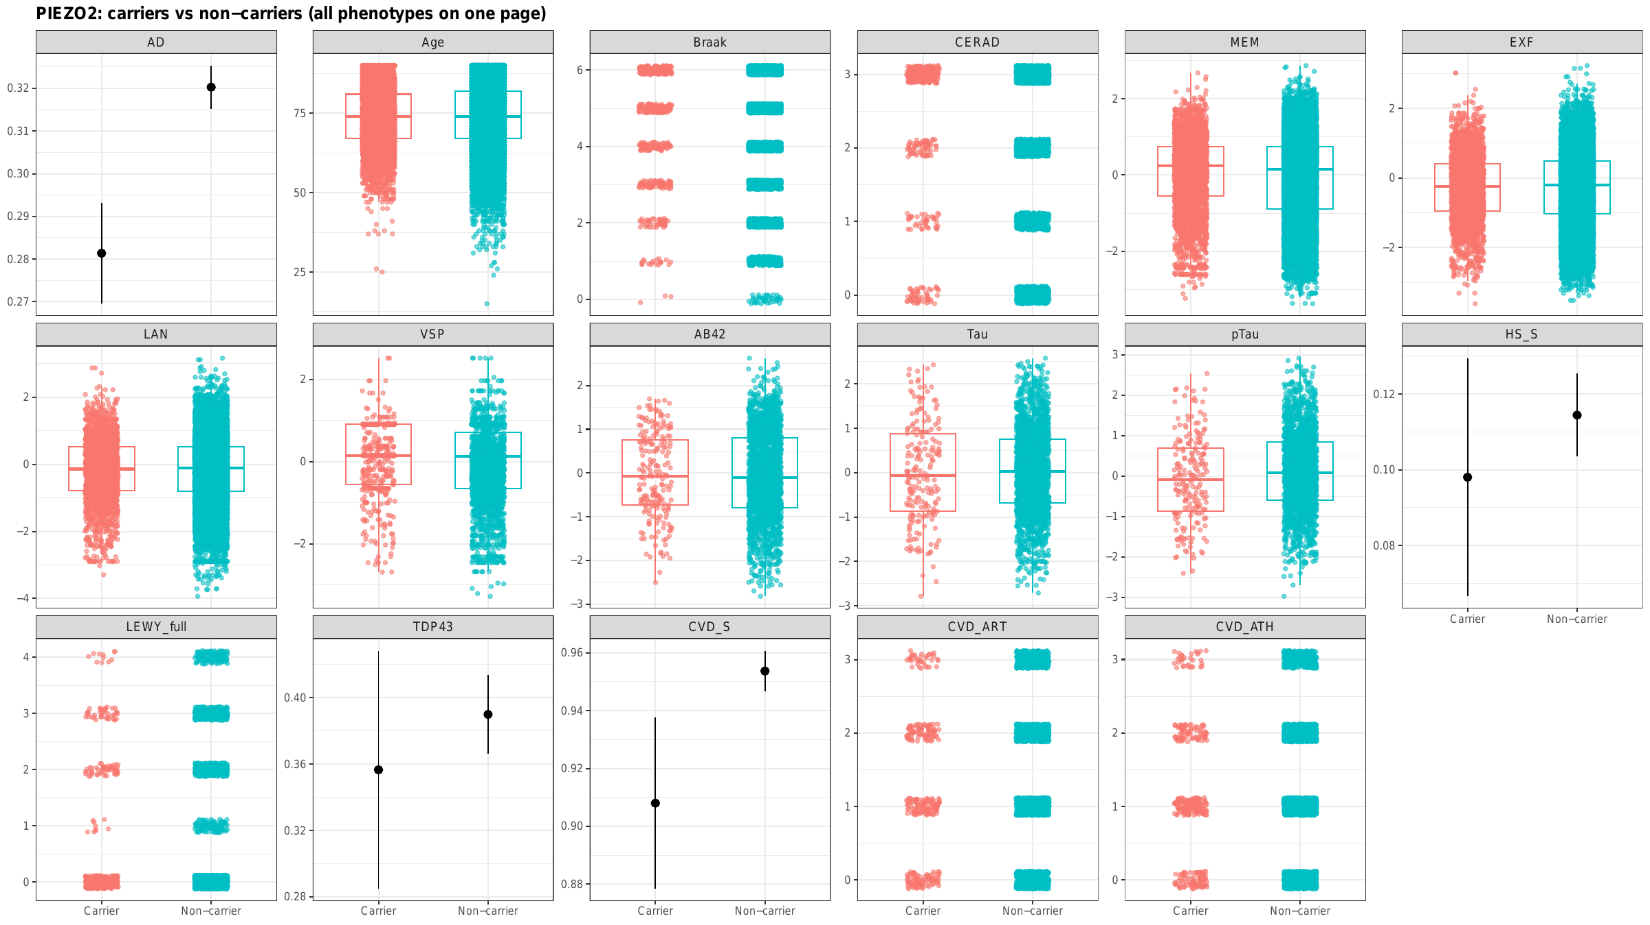 PIEZO2: carriers vs non−carriers (all phenotypes on one page)
AD
Age
Braak
CERAD
MEM
EXF
0.32
0.31
0.30
0.29
0.28
0.27
75
50
25
6
4
2
0
3
2
1
0
2
0
−2
2
0
−2
LAN
VSP
AB42
Tau
pTau
HS_S
2
0
−2
−4
2
0
−2
2
1
0
−1
−2
−3
2
1
0
−1
−2
−3
3
2
1
0
−1
−2
−3
0.12
0.10
0.08
Carrier
Non−carrier
LEWY_full
TDP43
CVD_S
CVD_ART
CVD_ATH
4
3
2
1
0
0.40
0.36
0.32
0.28
0.96
0.94
0.92
0.90
0.88
3
2
1
0
3
2
1
0
Carrier
Non−carrier
Carrier
Non−carrier
Carrier
Non−carrier
Carrier
Non−carrier
Carrier
Non−carrier